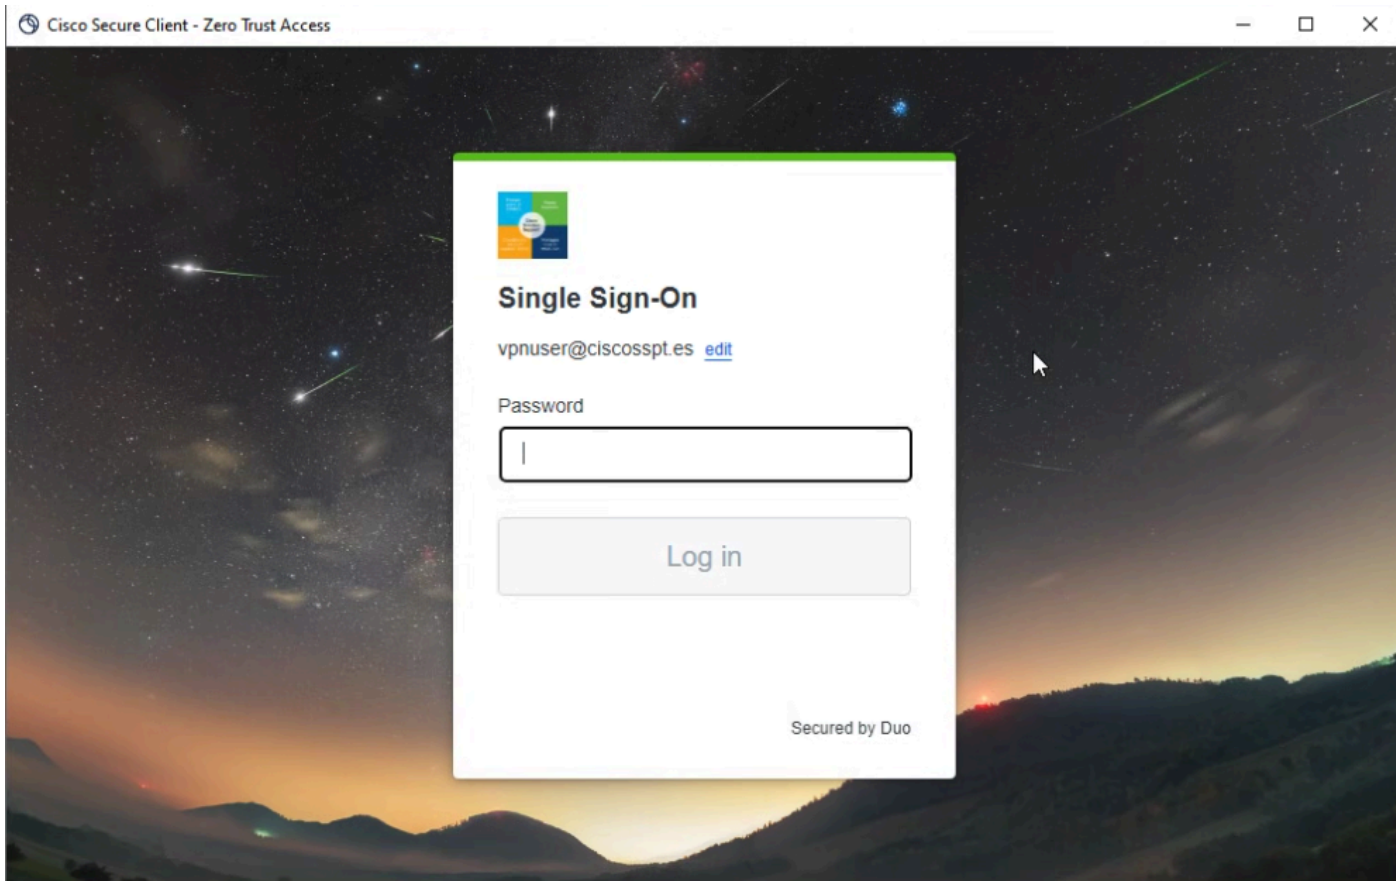 Cisco Secure Client - Zero Trust Access
Single Sign-On
vpnuser@ciscosspt.es edit
Password
Log in
Secured by Duo